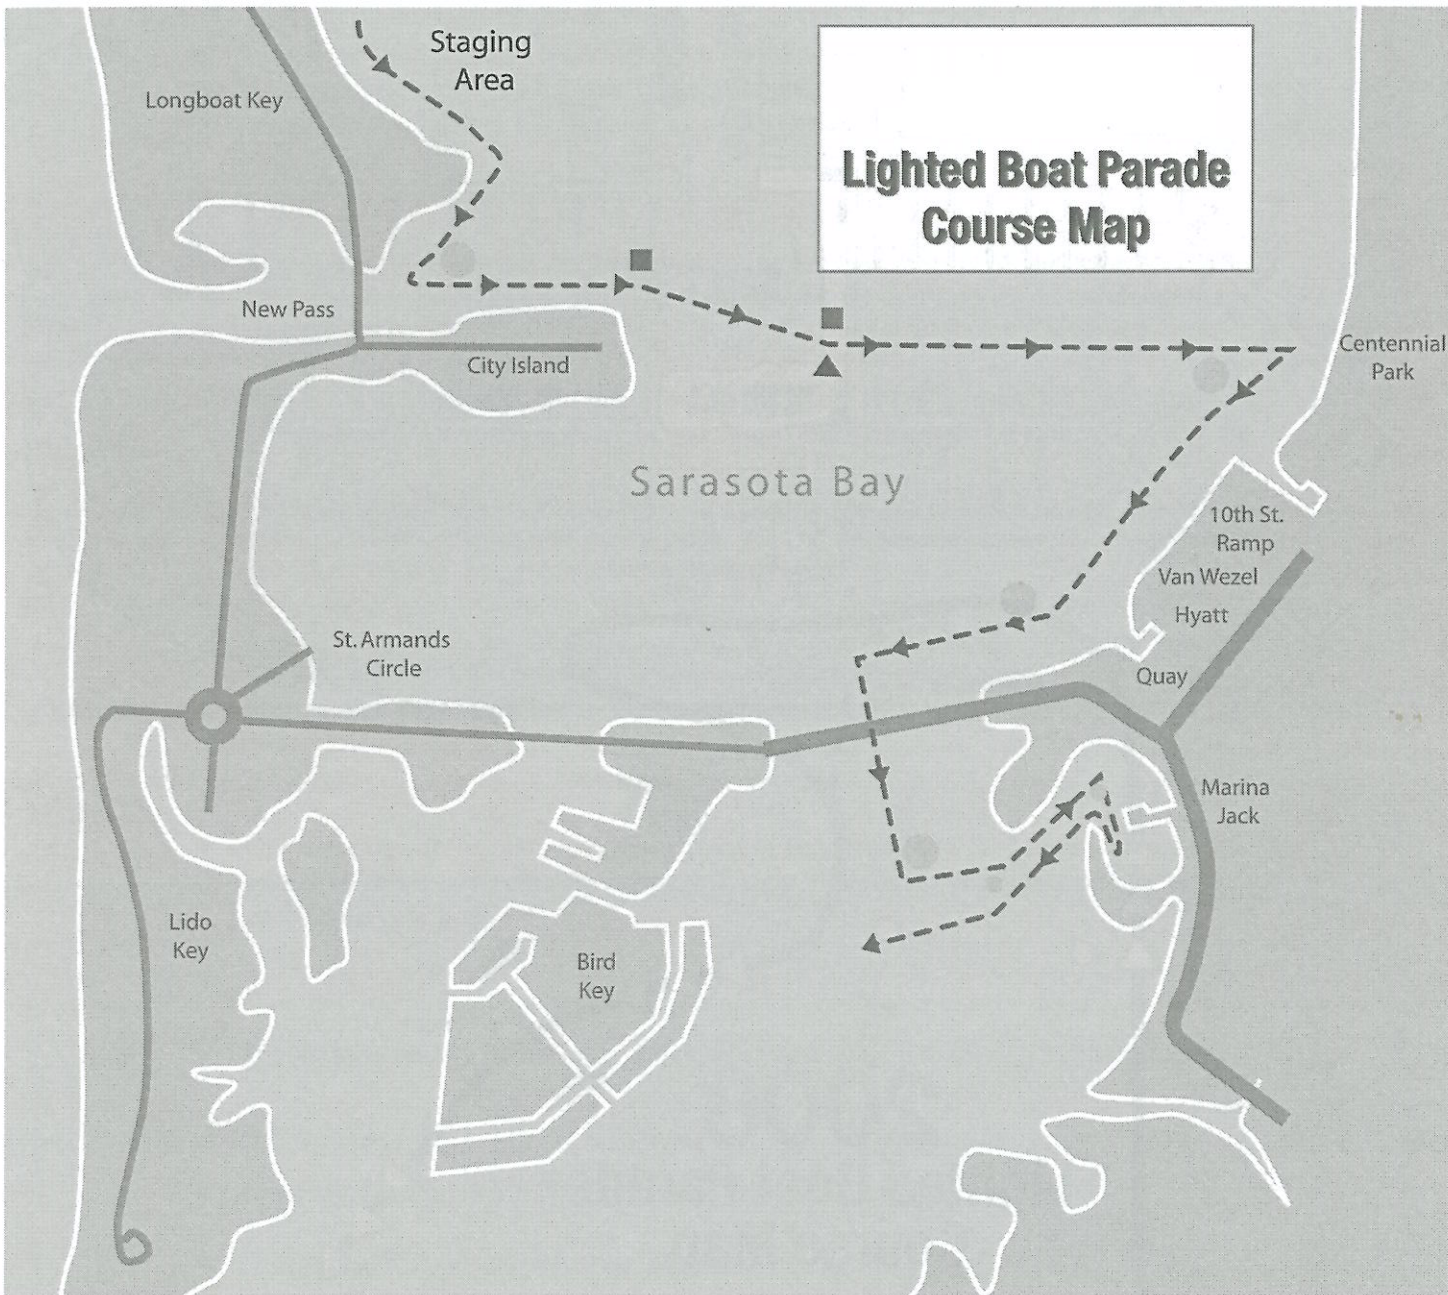 Staging
Area
Longboat Key
Lighted Boat Parade
Course Map
New Pass
City Island
Centennial
Park
Sarasota Bay
10th St.
Ramp
Van Wezel
Hyatt
St. Armands
Circle
Quay
Marina
Jack
Lido
Key
Bird
Key